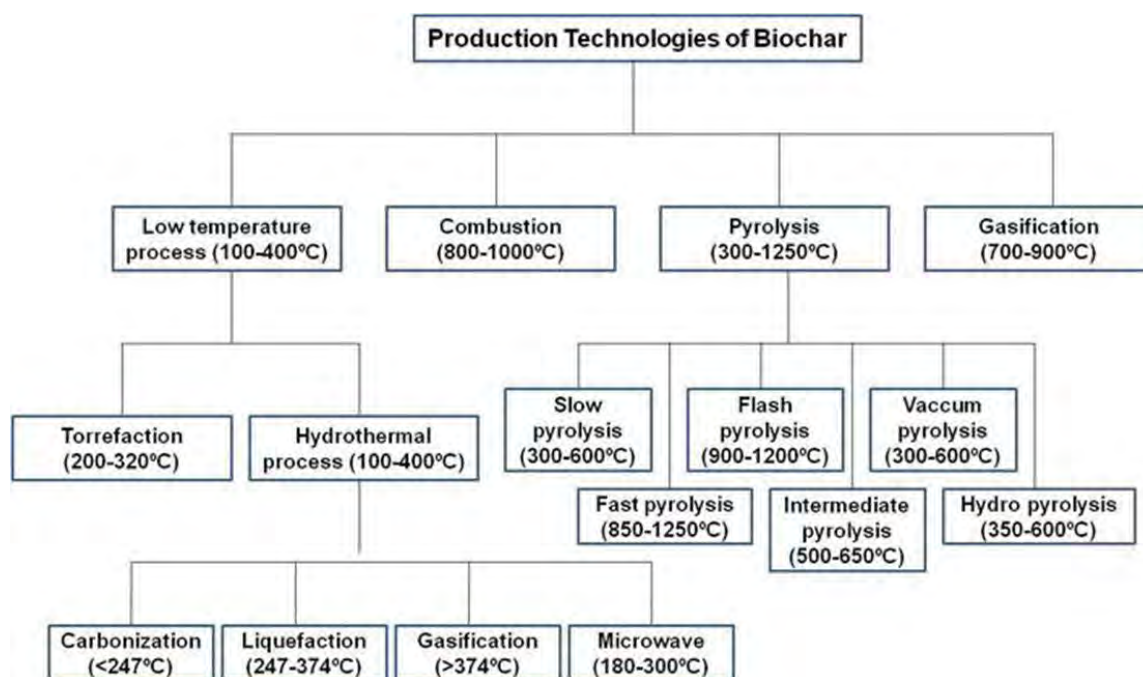 Production Technologies of Biochar
Low temperature
process (100-400ºC)
Combustion
(800-1000ºC)
Pyrolysis
(300-1250ºC)
Gasification
(700-900ºC)
Torrefaction
(200-320ºC)
Hydrothermal
process (100-400ºC)
Slow
pyrolysis
(300-600ºC)
Flash
pyrolysis
(900-1200ºC)
Vaccum
pyrolysis
(300-600ºC)
Fast pyrolysis
(850-1250ºC)
Intermediate
pyrolysis
(500-650ºC)
Hydro pyrolysis
(350-600ºC)
Carbonization
(<247ºC)
Liquefaction
(247-374ºC)
Gasification
(>374ºC)
Microwave
(180-300ºC)